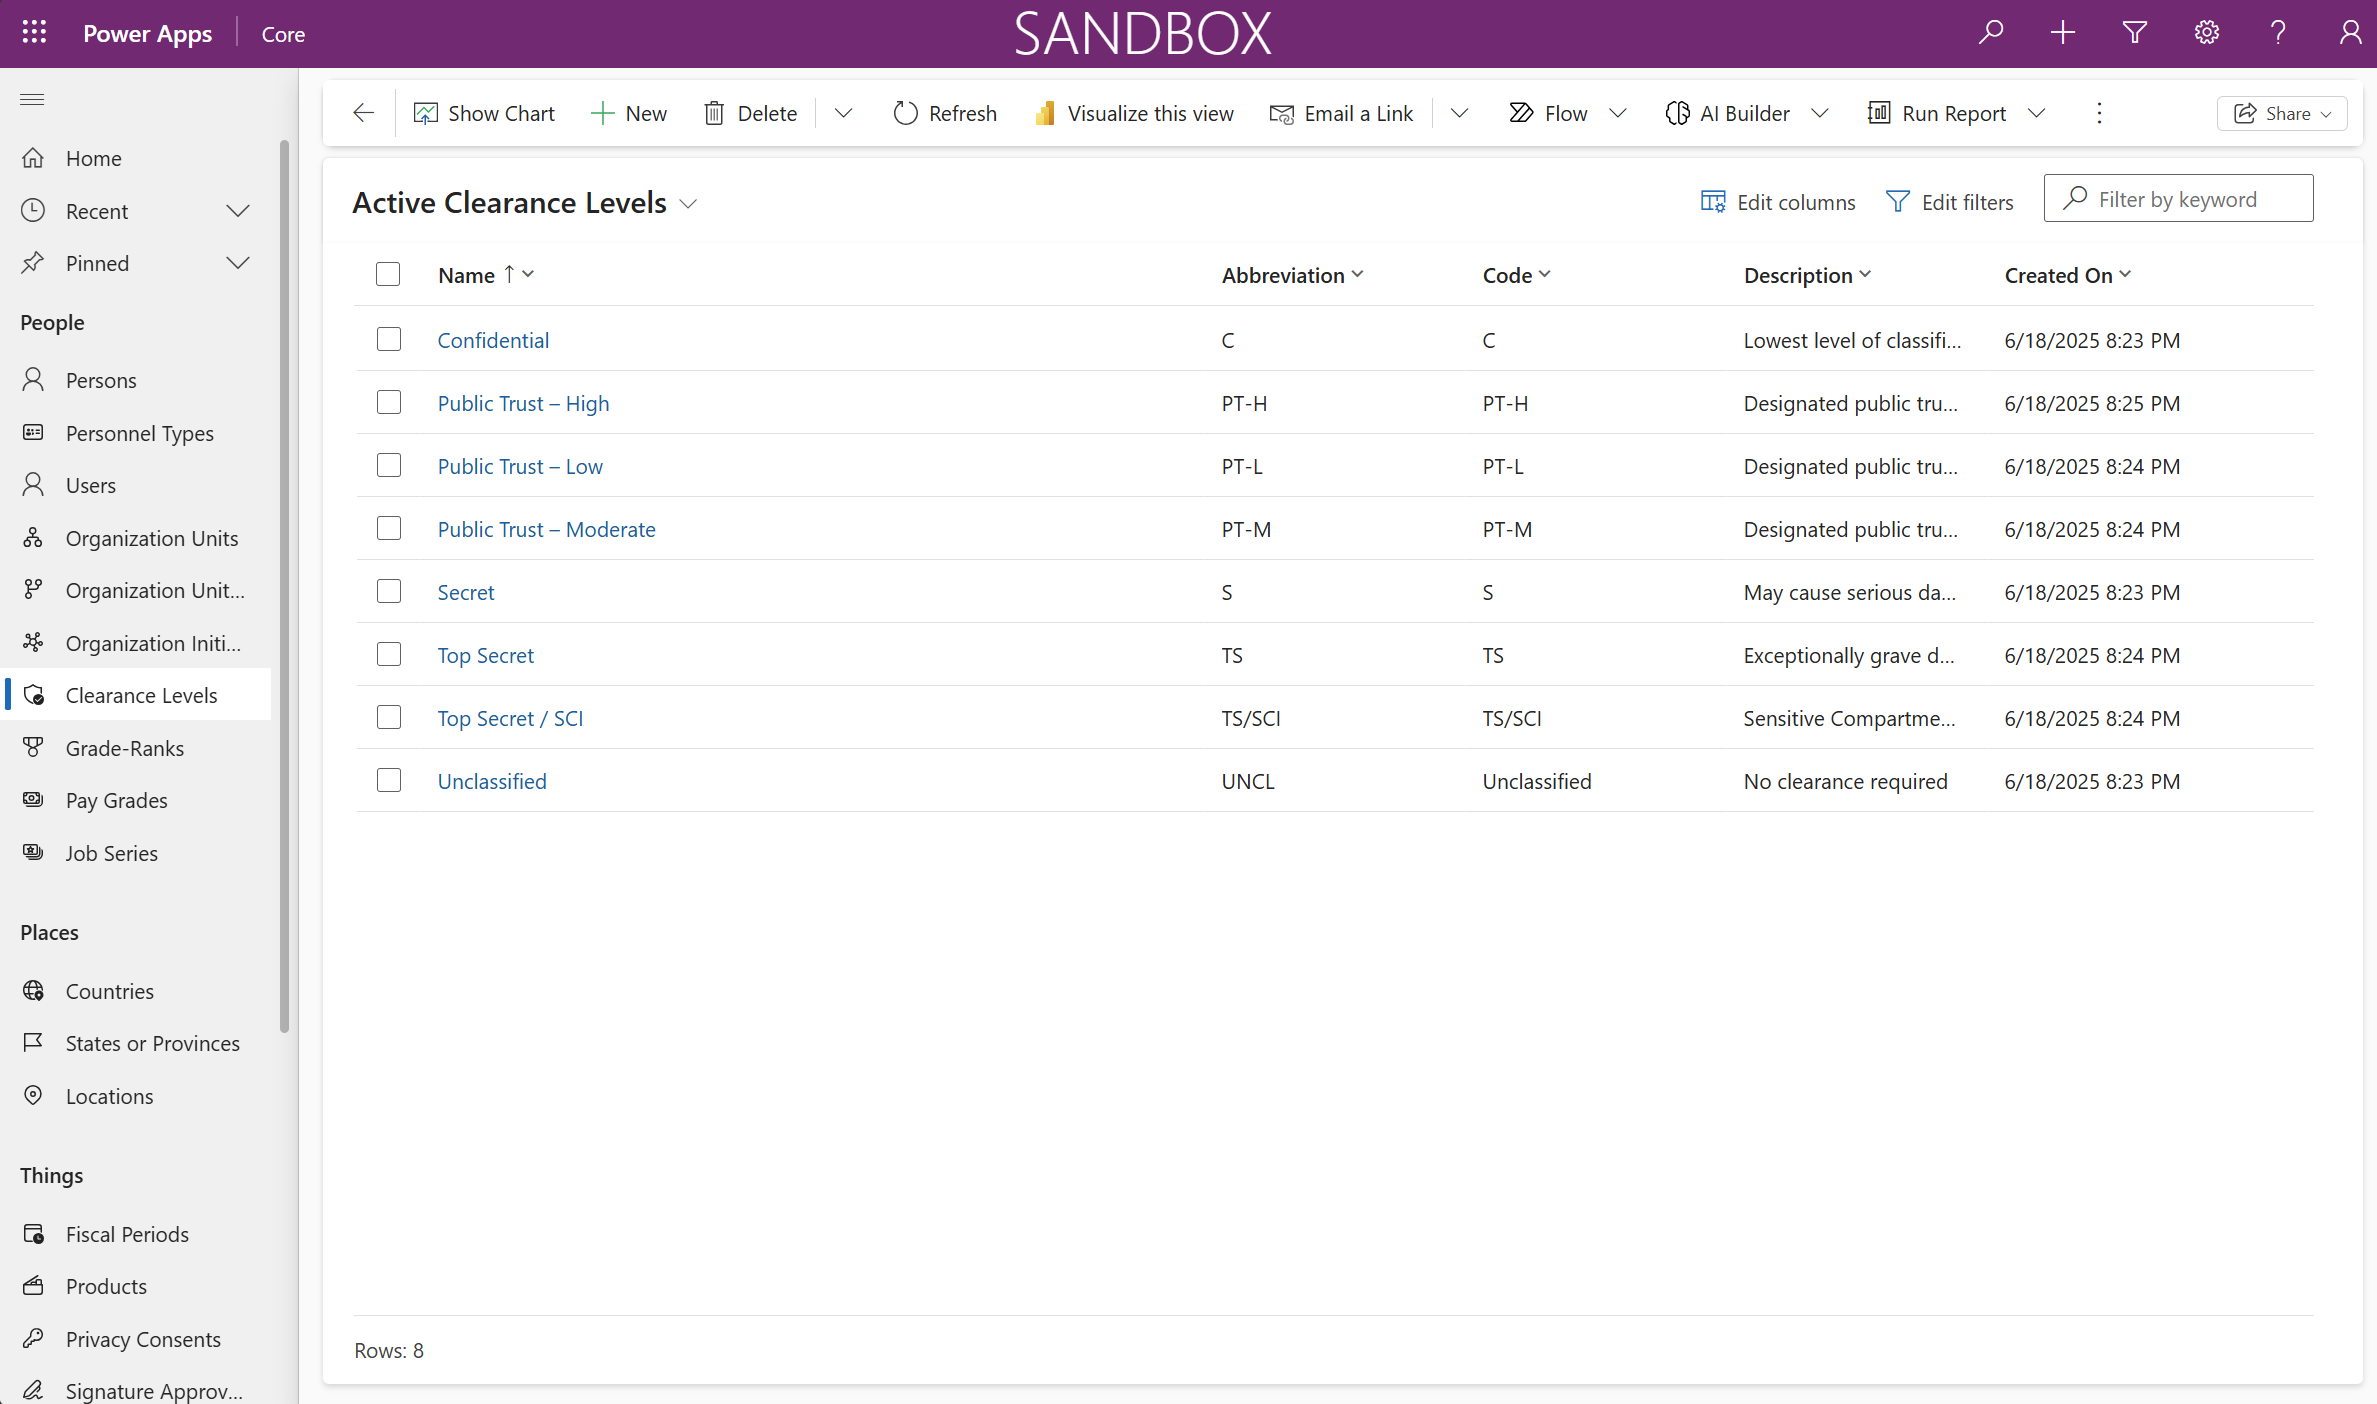 Power Apps | Core
SANDBOX
Show Chart
New
Delete
Refresh
Visualize this view
Email a Link
Flow
AI Builder
Run Report
Share
Home
Recent
Pinned
People
Persons
Personnel Types
Users
Organization Units
Organization Unit...
Organization Initi...
Clearance Levels
Grade-Ranks
Pay Grades
Job Series
Places
Countries
States or Provinces
Locations
Things
Fiscal Periods
Products
Privacy Consents
Signature Approv...
Active Clearance Levels
Edit columns
Edit filters
Filter by keyword
Name ↑ Abbreviation Code Description Created On
Confidential C C Lowest level of classifi... 6/18/2025 8:23 PM
Public Trust – High PT-H PT-H Designated public tru... 6/18/2025 8:25 PM
Public Trust – Low PT-L PT-L Designated public tru... 6/18/2025 8:24 PM
Public Trust – Moderate PT-M PT-M Designated public tru... 6/18/2025 8:24 PM
Secret S S May cause serious da... 6/18/2025 8:23 PM
Top Secret TS TS Exceptionally grave d... 6/18/2025 8:24 PM
Top Secret / SCI TS/SCI TS/SCI Sensitive Compartme... 6/18/2025 8:24 PM
Unclassified UNCL Unclassified No clearance required 6/18/2025 8:23 PM
Rows: 8